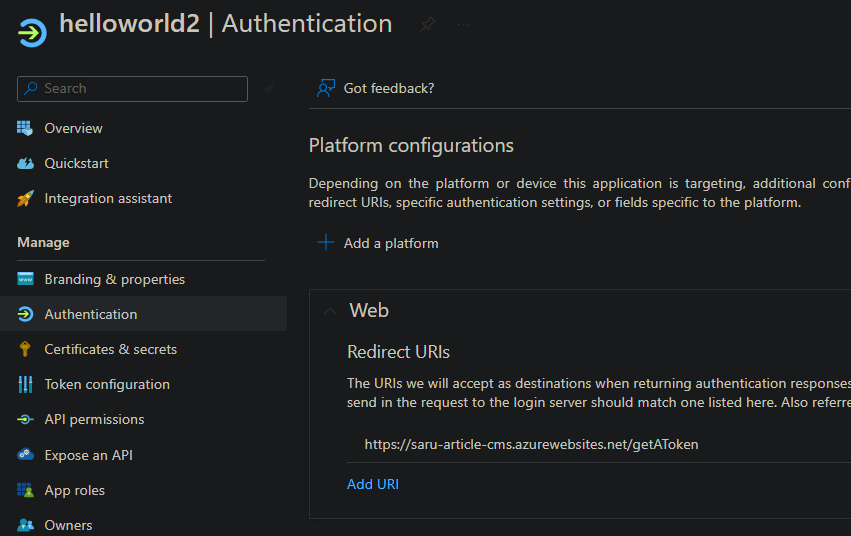 helloworld2 | Authentication
Search
Got feedback?
Overview
Quickstart
Integration assistant
Manage
Branding & properties
Authentication
Certificates & secrets
Token configuration
API permissions
Expose an API
App roles
Owners
Platform configurations
Depending on the platform or device this application is targeting, additional conf
redirect URIs, specific authentication settings, or fields specific to the platform.
Add a platform
Web
Redirect URIs
The URIs we will accept as destinations when returning authentication responses
send in the request to the login server should match one listed here. Also referre
https://saru-article-cms.azurewebsites.net/getAToken
Add URI